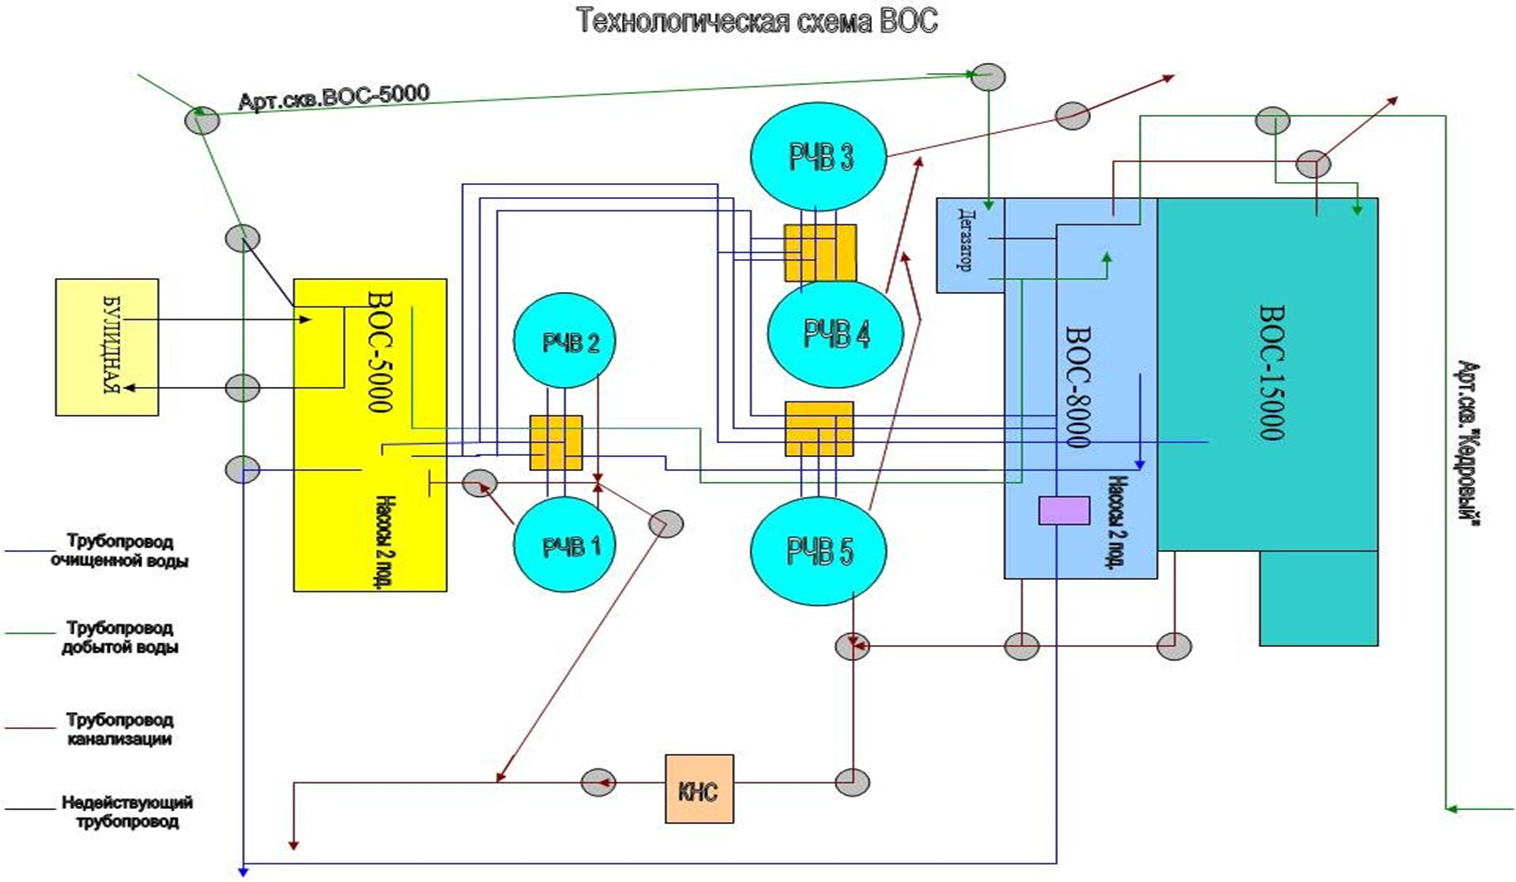 Технологическая схема ВОС
Арт.скв.ВОС-5000
РЧВ 3
Дегазатор
БУЛИДНАЯ
ВОС-5000
РЧВ 2
РЧВ 4
ВОС-8000
ВОС-15000
Арт.скв."Кедровый"
Насосы 2 под.
РЧВ 1
РЧВ 5
Насосы 2 под.
Трубопровод
очищенной воды
Трубопровод
добытой воды
Трубопровод
канализации
КНС
Недействующий
трубопровод